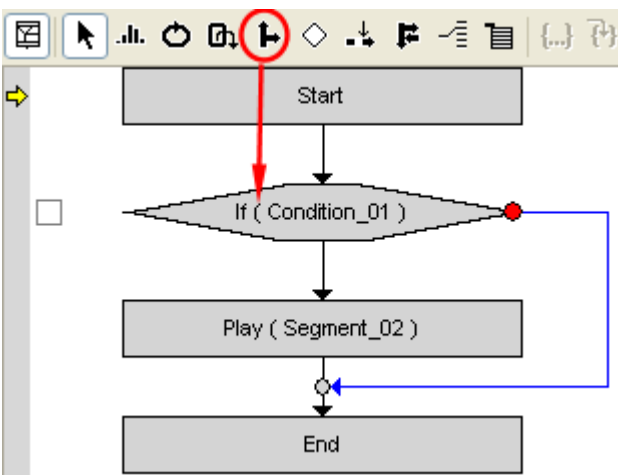 {...}
Start
If ( Condition_01 )
Play ( Segment_02 )
End